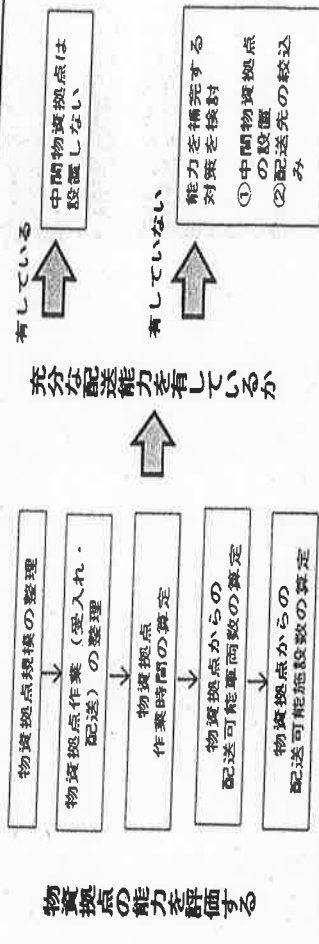 物資拠点の能力を評価する
物資拠点規模の整理
物資拠点作業（受入れ・
配送）の整理
物資拠点
作業時間の算定
物資拠点からの
配送可能車両数の算定
物資拠点からの
配送可能施設数の算定
充分な配送能力を有しているか
有している
中間物資拠点は
設置しない
有していない
能力を補完する
対策を検討
①中間物資拠点
の設置
②配送先の絞込
み